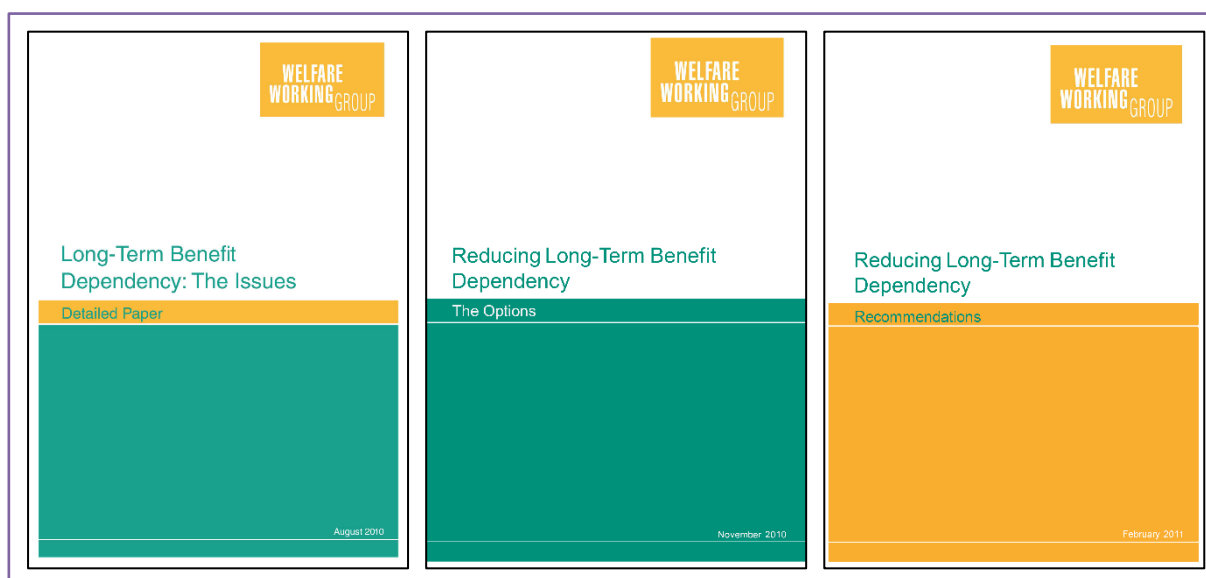 WELFARE
WORKING GROUP
Long-Term Benefit
Dependency: The Issues
Detailed Paper
August 2010
WELFARE
WORKING GROUP
Reducing Long-Term Benefit
Dependency
The Options
November 2010
WELFARE
WORKING GROUP
Reducing Long-Term Benefit
Dependency
Recommendations
February 2011